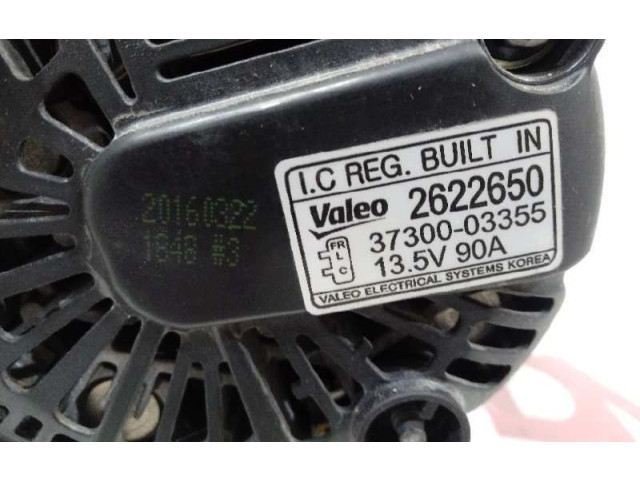 20160322
1848 #3
I.C REG. BUILT IN
Valeo 2622650
37300-03355
13.5V 90A
FR
L
C
VALEO ELECTRICAL SYSTEMS KOREA